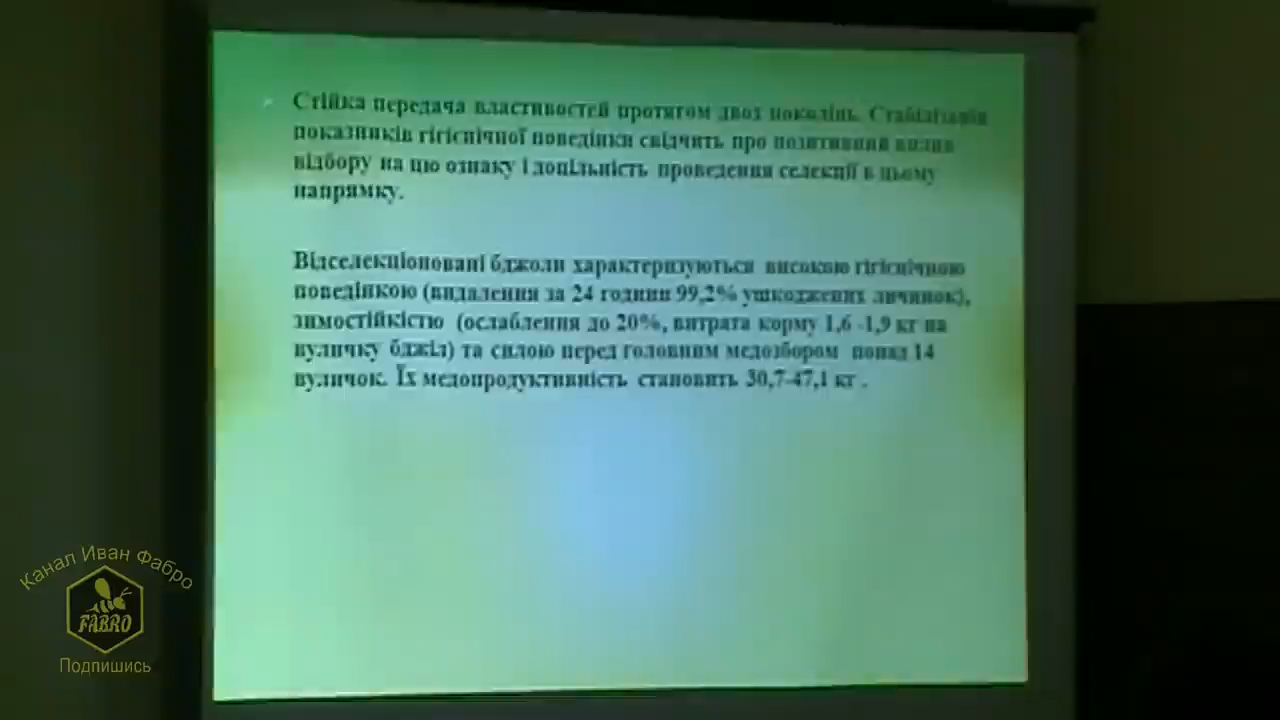 Стійка передача властивостей протягом двох поколінь. Стабілізація
показників гігієнічної поведінки свідчить про позитивний вплив
відбору на цю ознаку і доцільність проведення селекції в цьому
напрямку.
Відселекціоновані бджоли характеризуються високою гігієнічною
поведінкою (видалення за 24 години 99,2% ушкоджених личинок),
зимостійкістю (ослаблення до 20%, витрата корму 1,6 -1,9 кг на
вуличку бджіл) та силою перед головним медозбором понад 14
вуличок. Їх медопродуктивність становить 30,7-47,1 кг .
Канал Иван Фабро
FABRO
Подпишись